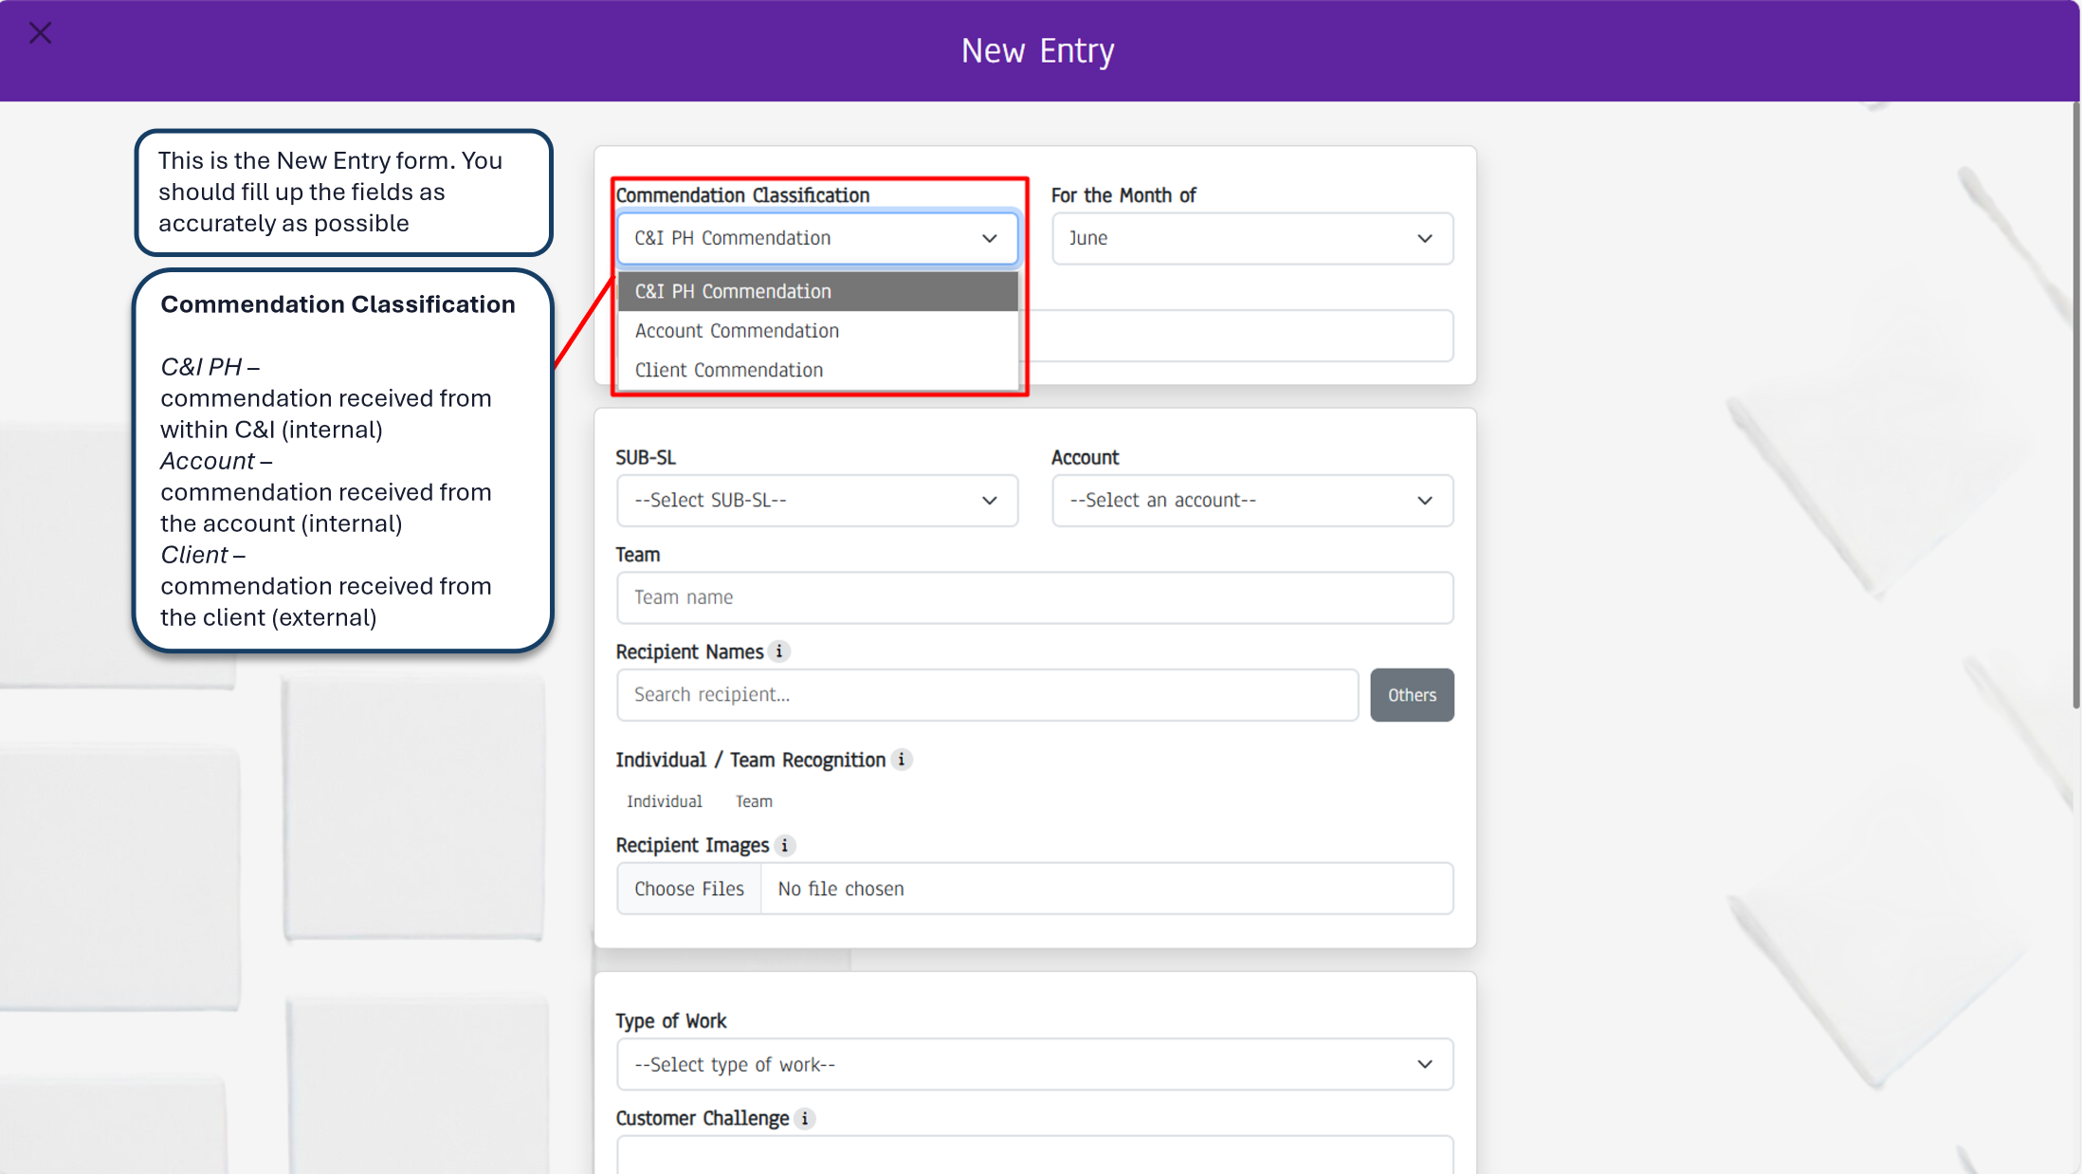 New Entry
This is the New Entry form. You
should fill up the fields as
accurately as possible
Commendation Classification
C&I PH –
commendation received from
within C&I (internal)
Account –
commendation received from
the account (internal)
Client –
commendation received from
the client (external)
Commendation Classification
C&I PH Commendation
C&I PH Commendation
Account Commendation
Client Commendation
For the Month of
June
SUB-SL
--Select SUB-SL--
Account
--Select an account--
Team
Team name
Recipient Names i
Search recipient...
Others
Individual / Team Recognition i
Individual Team
Recipient Images i
Choose Files No file chosen
Type of Work
--Select type of work--
Customer Challenge i